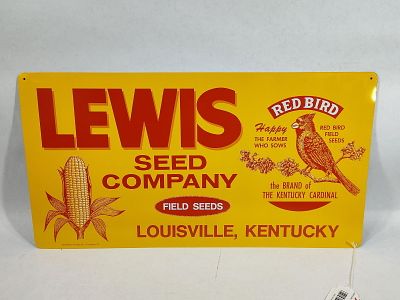 LEWIS
SEED
COMPANY
FIELD SEEDS
LOUISVILLE, KENTUCKY
RED BIRD
Happy
THE FARMER
WHO SOWS
RED BIRD
FIELD
SEEDS
the BRAND of
THE KENTUCKY CARDINAL